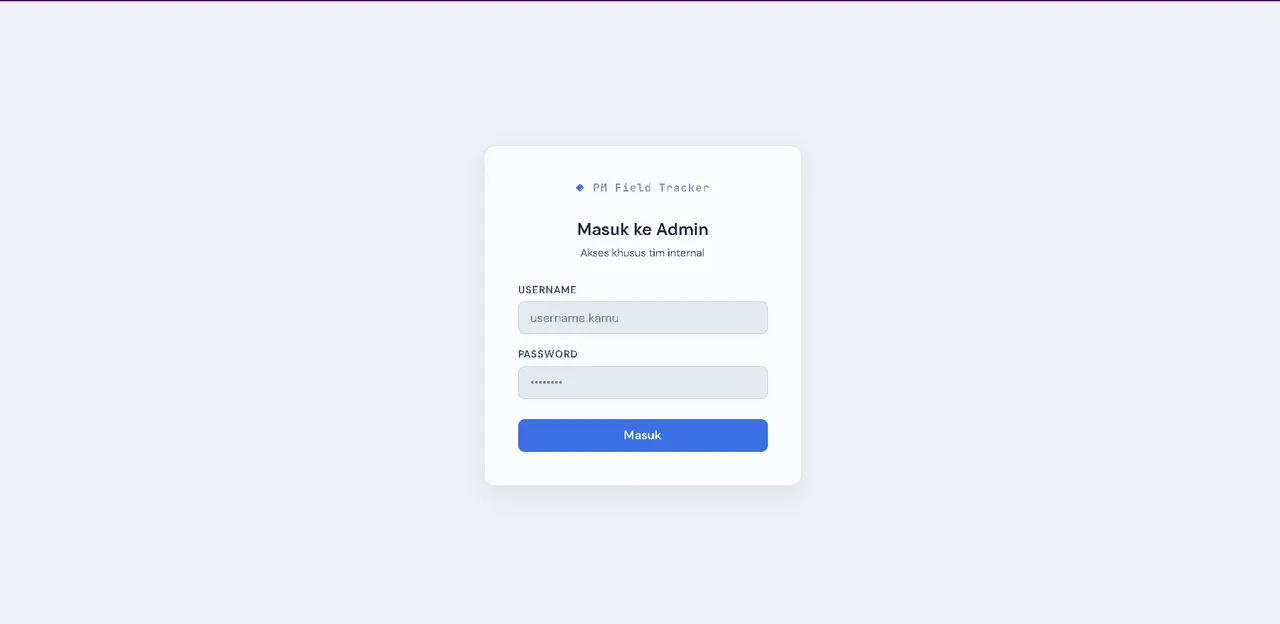 PM Field Tracker
Masuk ke Admin
Akses khusus tim internal
USERNAME
username kamu
PASSWORD
••••••••
Masuk